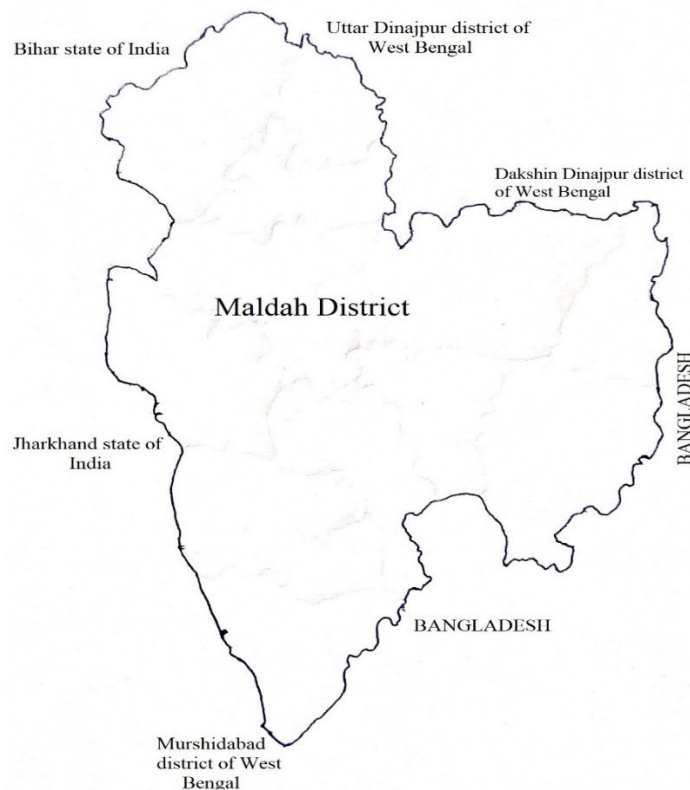 Uttar Dinajpur district of
West Bengal
Bihar state of India
Dakshin Dinajpur district
of West Bengal
Maldah District
BANGLADESH
Jharkhand state of
India
BANGLADESH
Murshidabad
district of West
Bengal